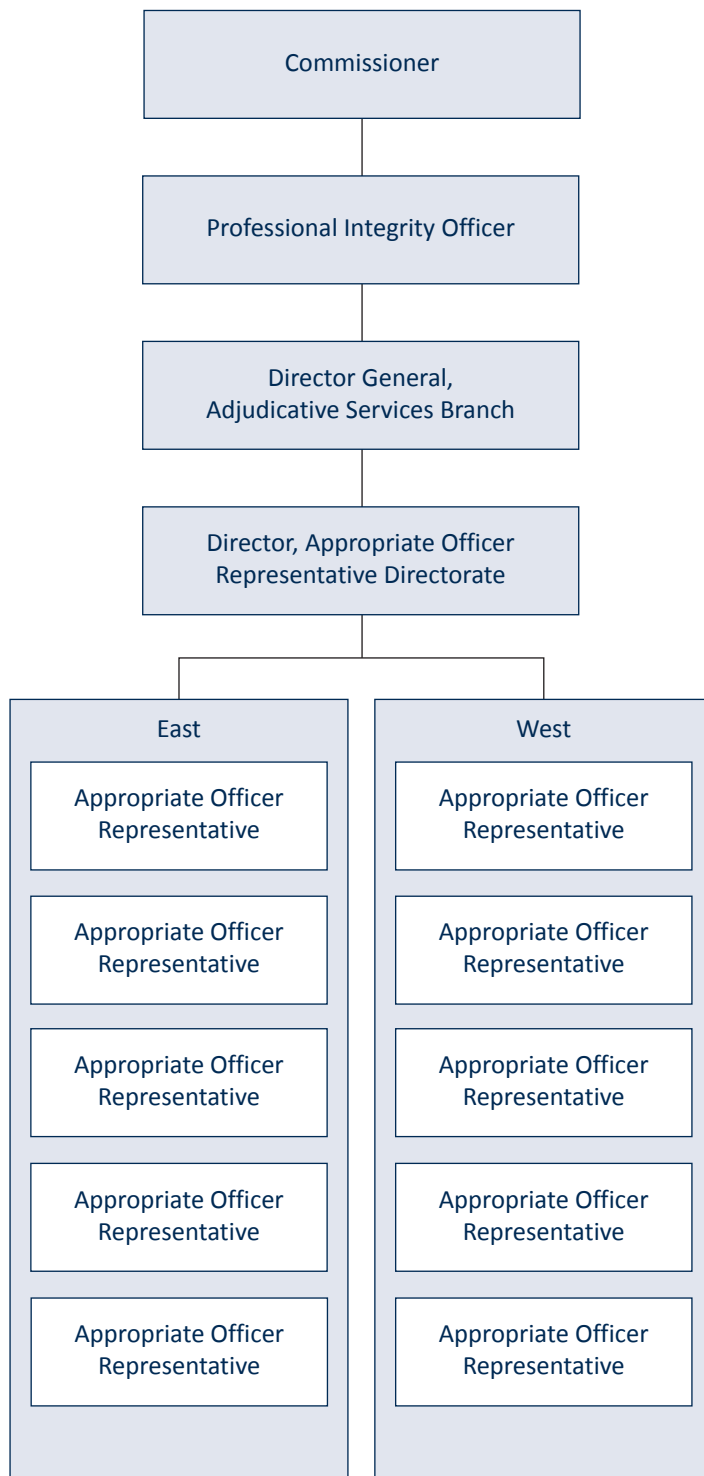 Commissioner
Professional Integrity Officer
Director General,
Adjudicative Services Branch
Director, Appropriate Officer
Representative Directorate
East
Appropriate Officer
Representative
Appropriate Officer
Representative
Appropriate Officer
Representative
Appropriate Officer
Representative
Appropriate Officer
Representative
West
Appropriate Officer
Representative
Appropriate Officer
Representative
Appropriate Officer
Representative
Appropriate Officer
Representative
Appropriate Officer
Representative